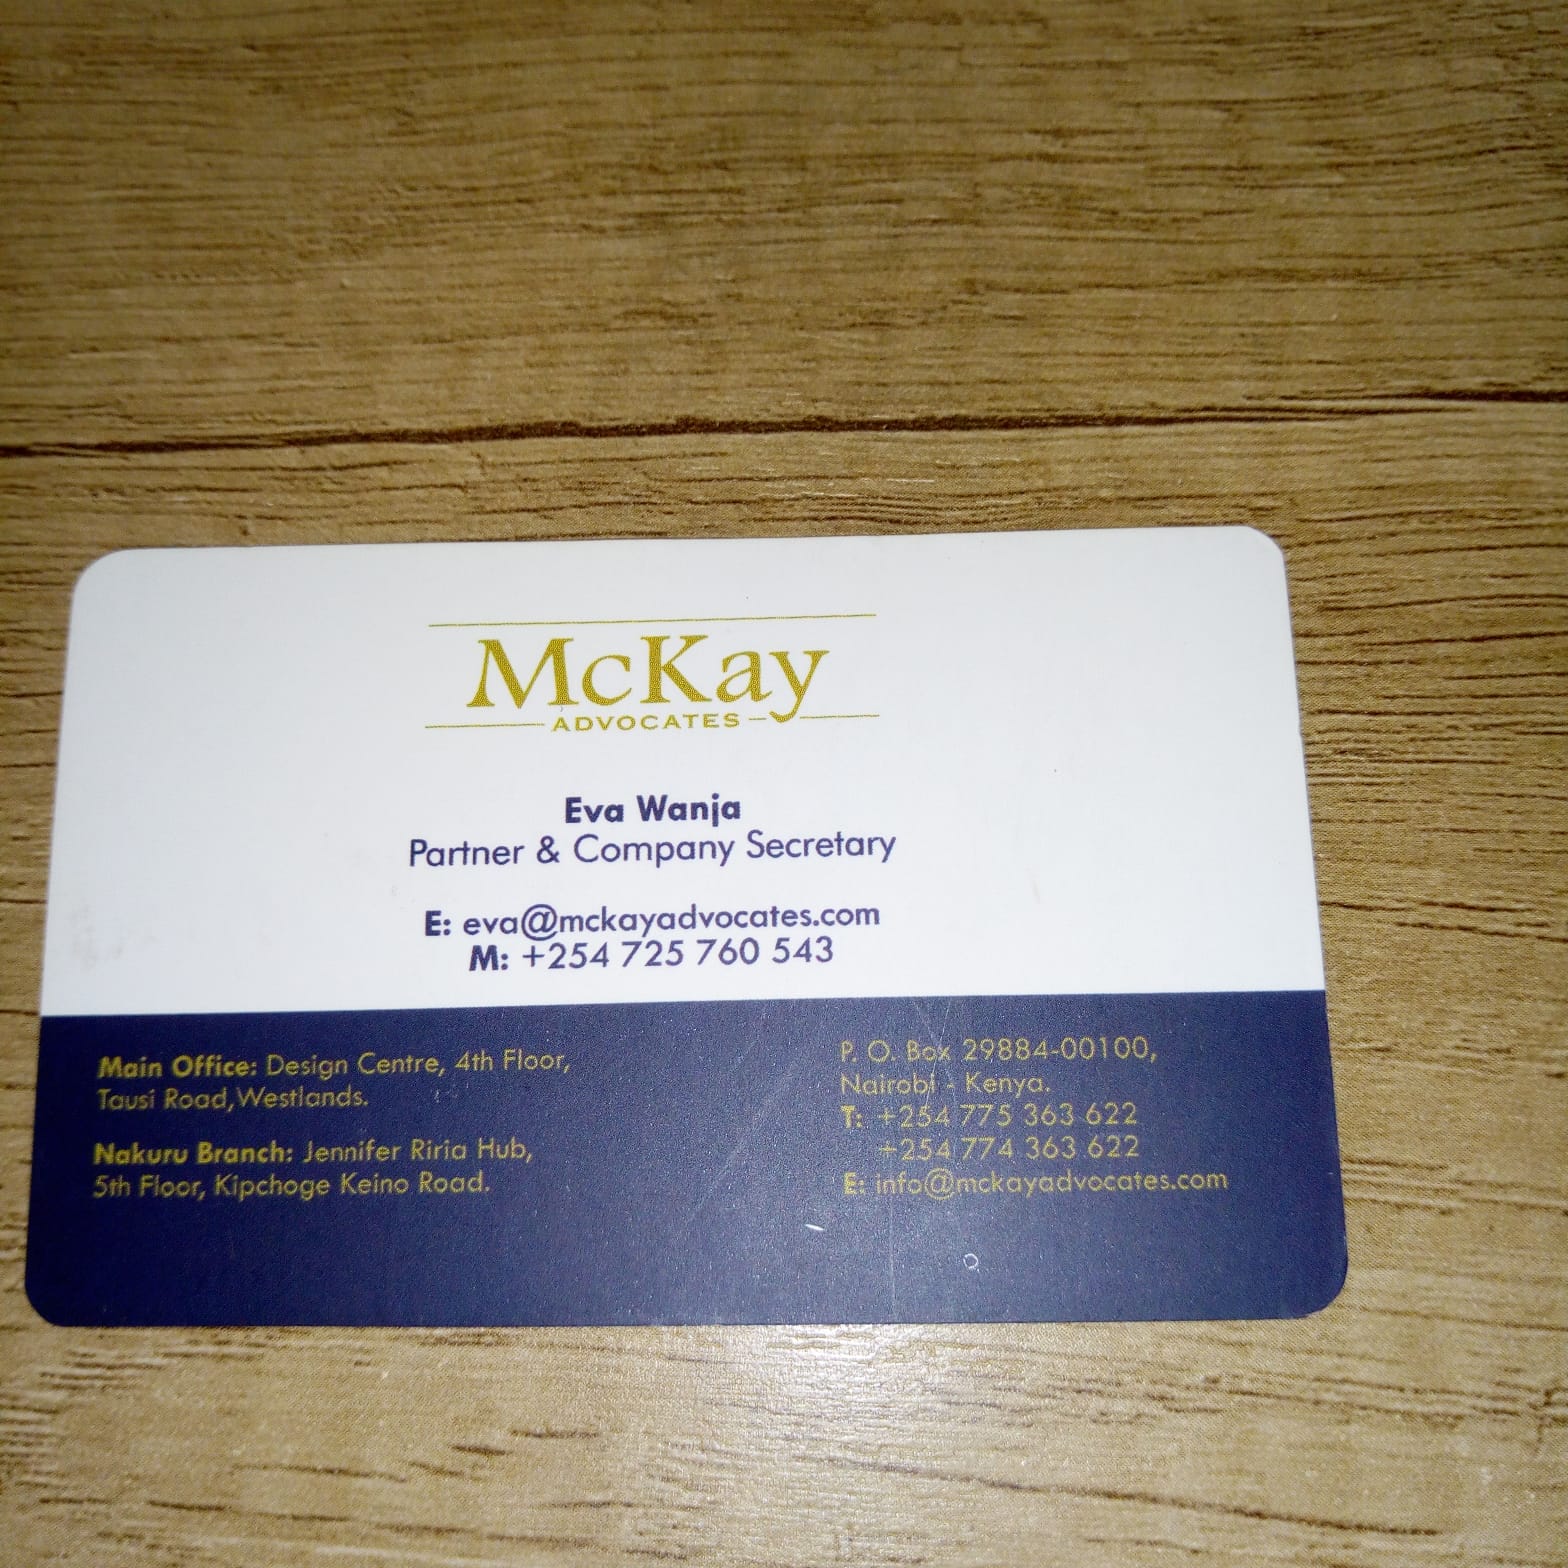 McKay
ADVOCATES
Eva Wanja
Partner & Company Secretary
E: eva@mckayadvocates.com
M: +254 725 760 543
Main Office: Design Centre, 4th Floor,
Tausi Road, Westlands.
Nakuru Branch: Jennifer Riria Hub,
5th Floor, Kipchoge Keino Road.
P. O. Box 29884-00100,
Nairobi - Kenya.
T: +254 775 363 622
+254 774 363 622
E: info@mckayadvocates.com